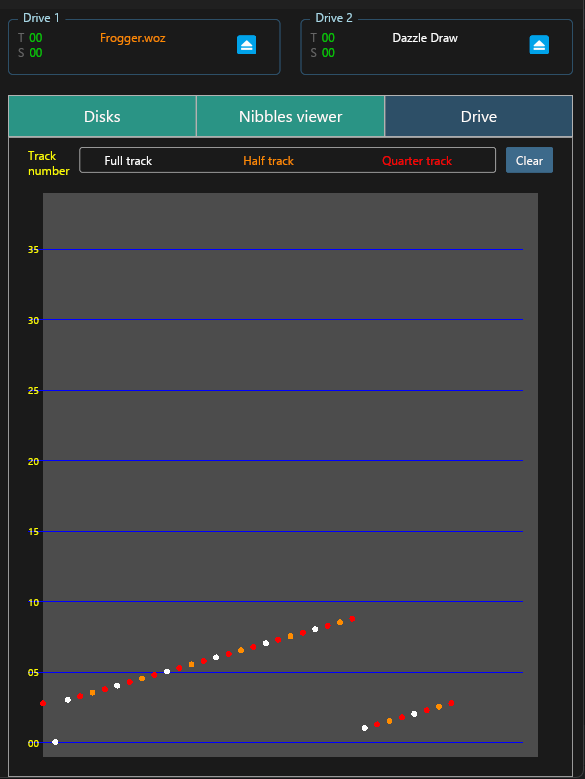 Drive 1
T 00 Frogger.woz
S 00
Drive 2
T 00 Dazzle Draw
S 00
Disks Nibbles viewer Drive
Track
number
Full track Half track Quarter track
Clear
35
30
25
20
15
10
05
00